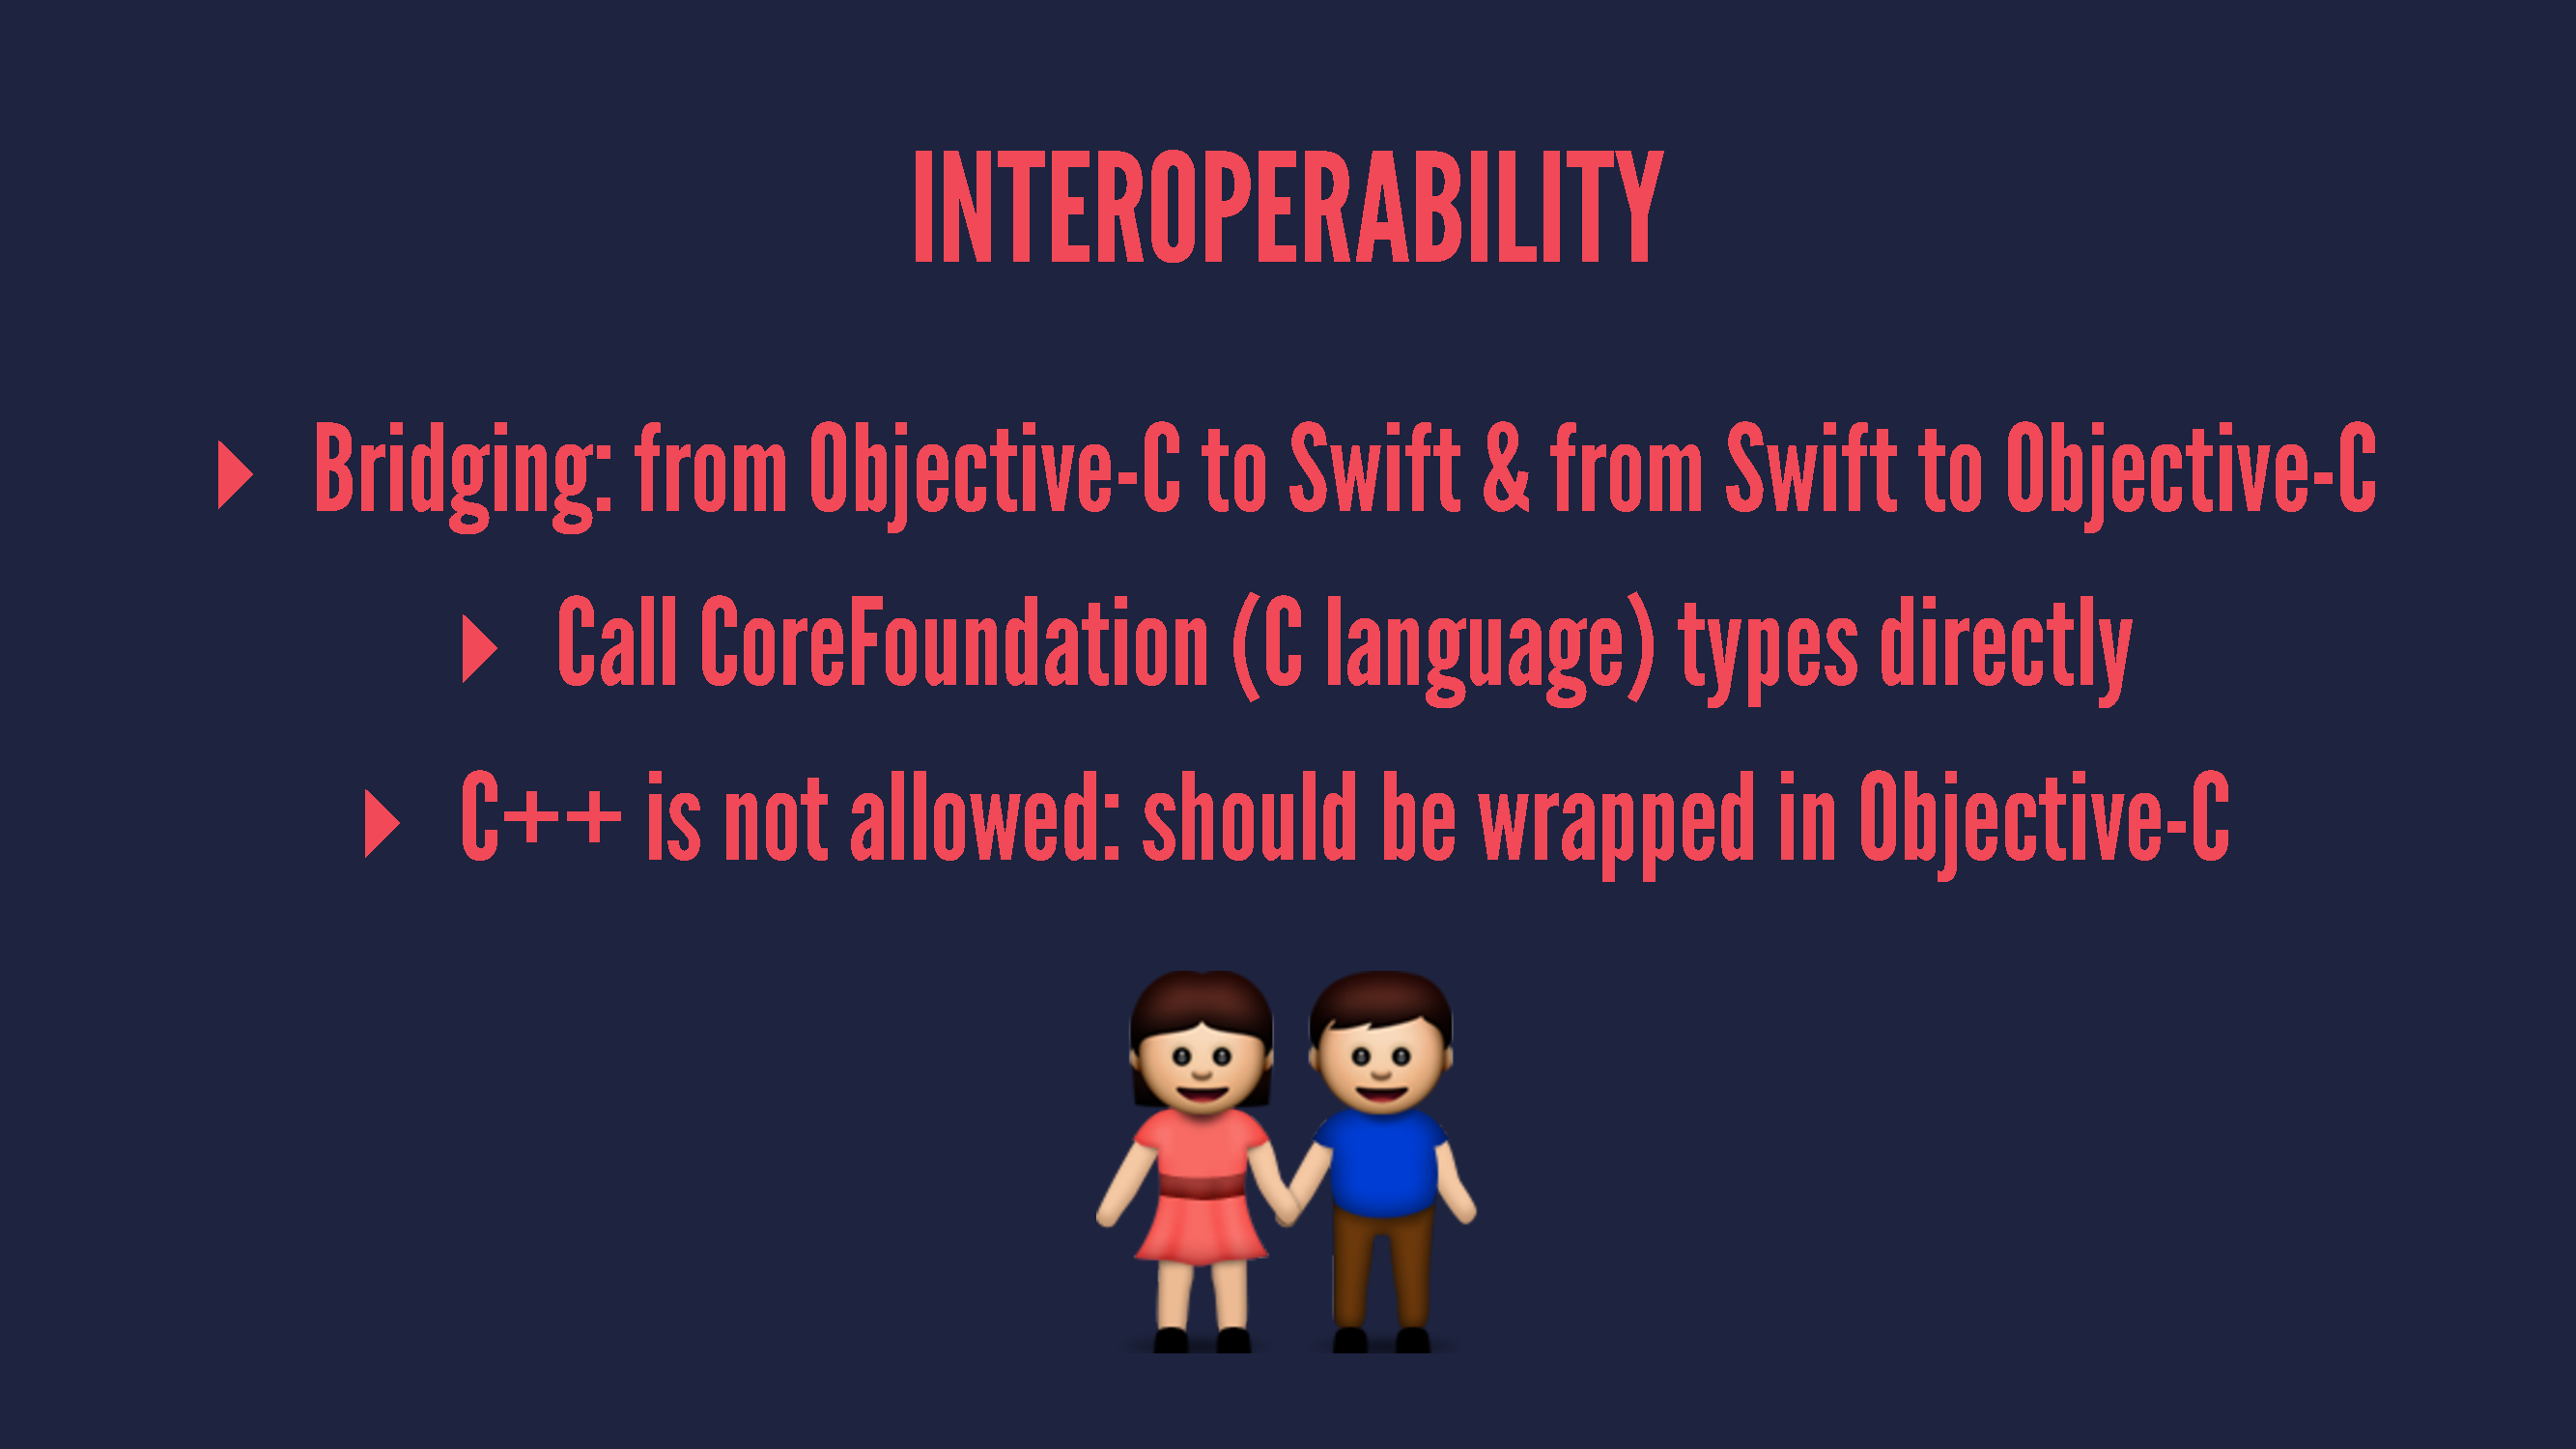 INTEROPERABILITY
▸ Bridging: from Objective-C to Swift & from Swift to Objective-C
▸ Call CoreFoundation (C language) types directly
▸ C++ is not allowed: should be wrapped in Objective-C